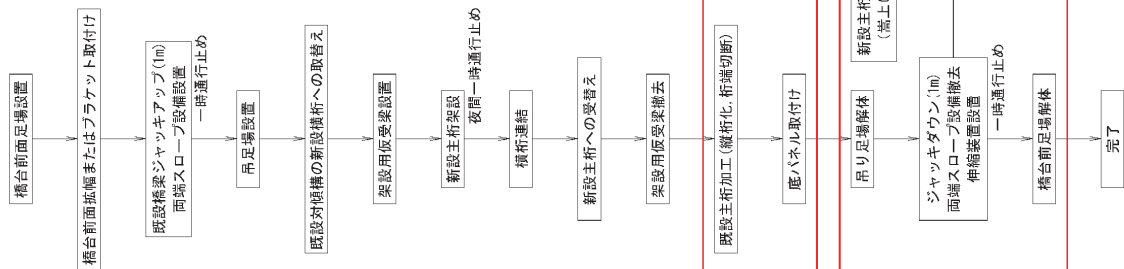 橋台前面足場設置
橋台前面拡幅またはブラケット取付け
既設橋梁ジャッキアップ(1m)
両端スロープ設備設置
一時通行止め
吊足場設置
既設対傾構の新設横桁への取替え
架設用仮受梁設置
新設主桁架設
夜間一時通行止め
横桁連結
新設主桁への受替え
架設用仮受梁撤去
既設主桁加工(縦桁化,桁端切断)
底パネル取付け
新設主桁
(嵩上
吊り足場解体
ジャッキダウン(1m)
両端スロープ設備撤去
伸縮装置設置
一時通行止め
橋台前足場解体
完了